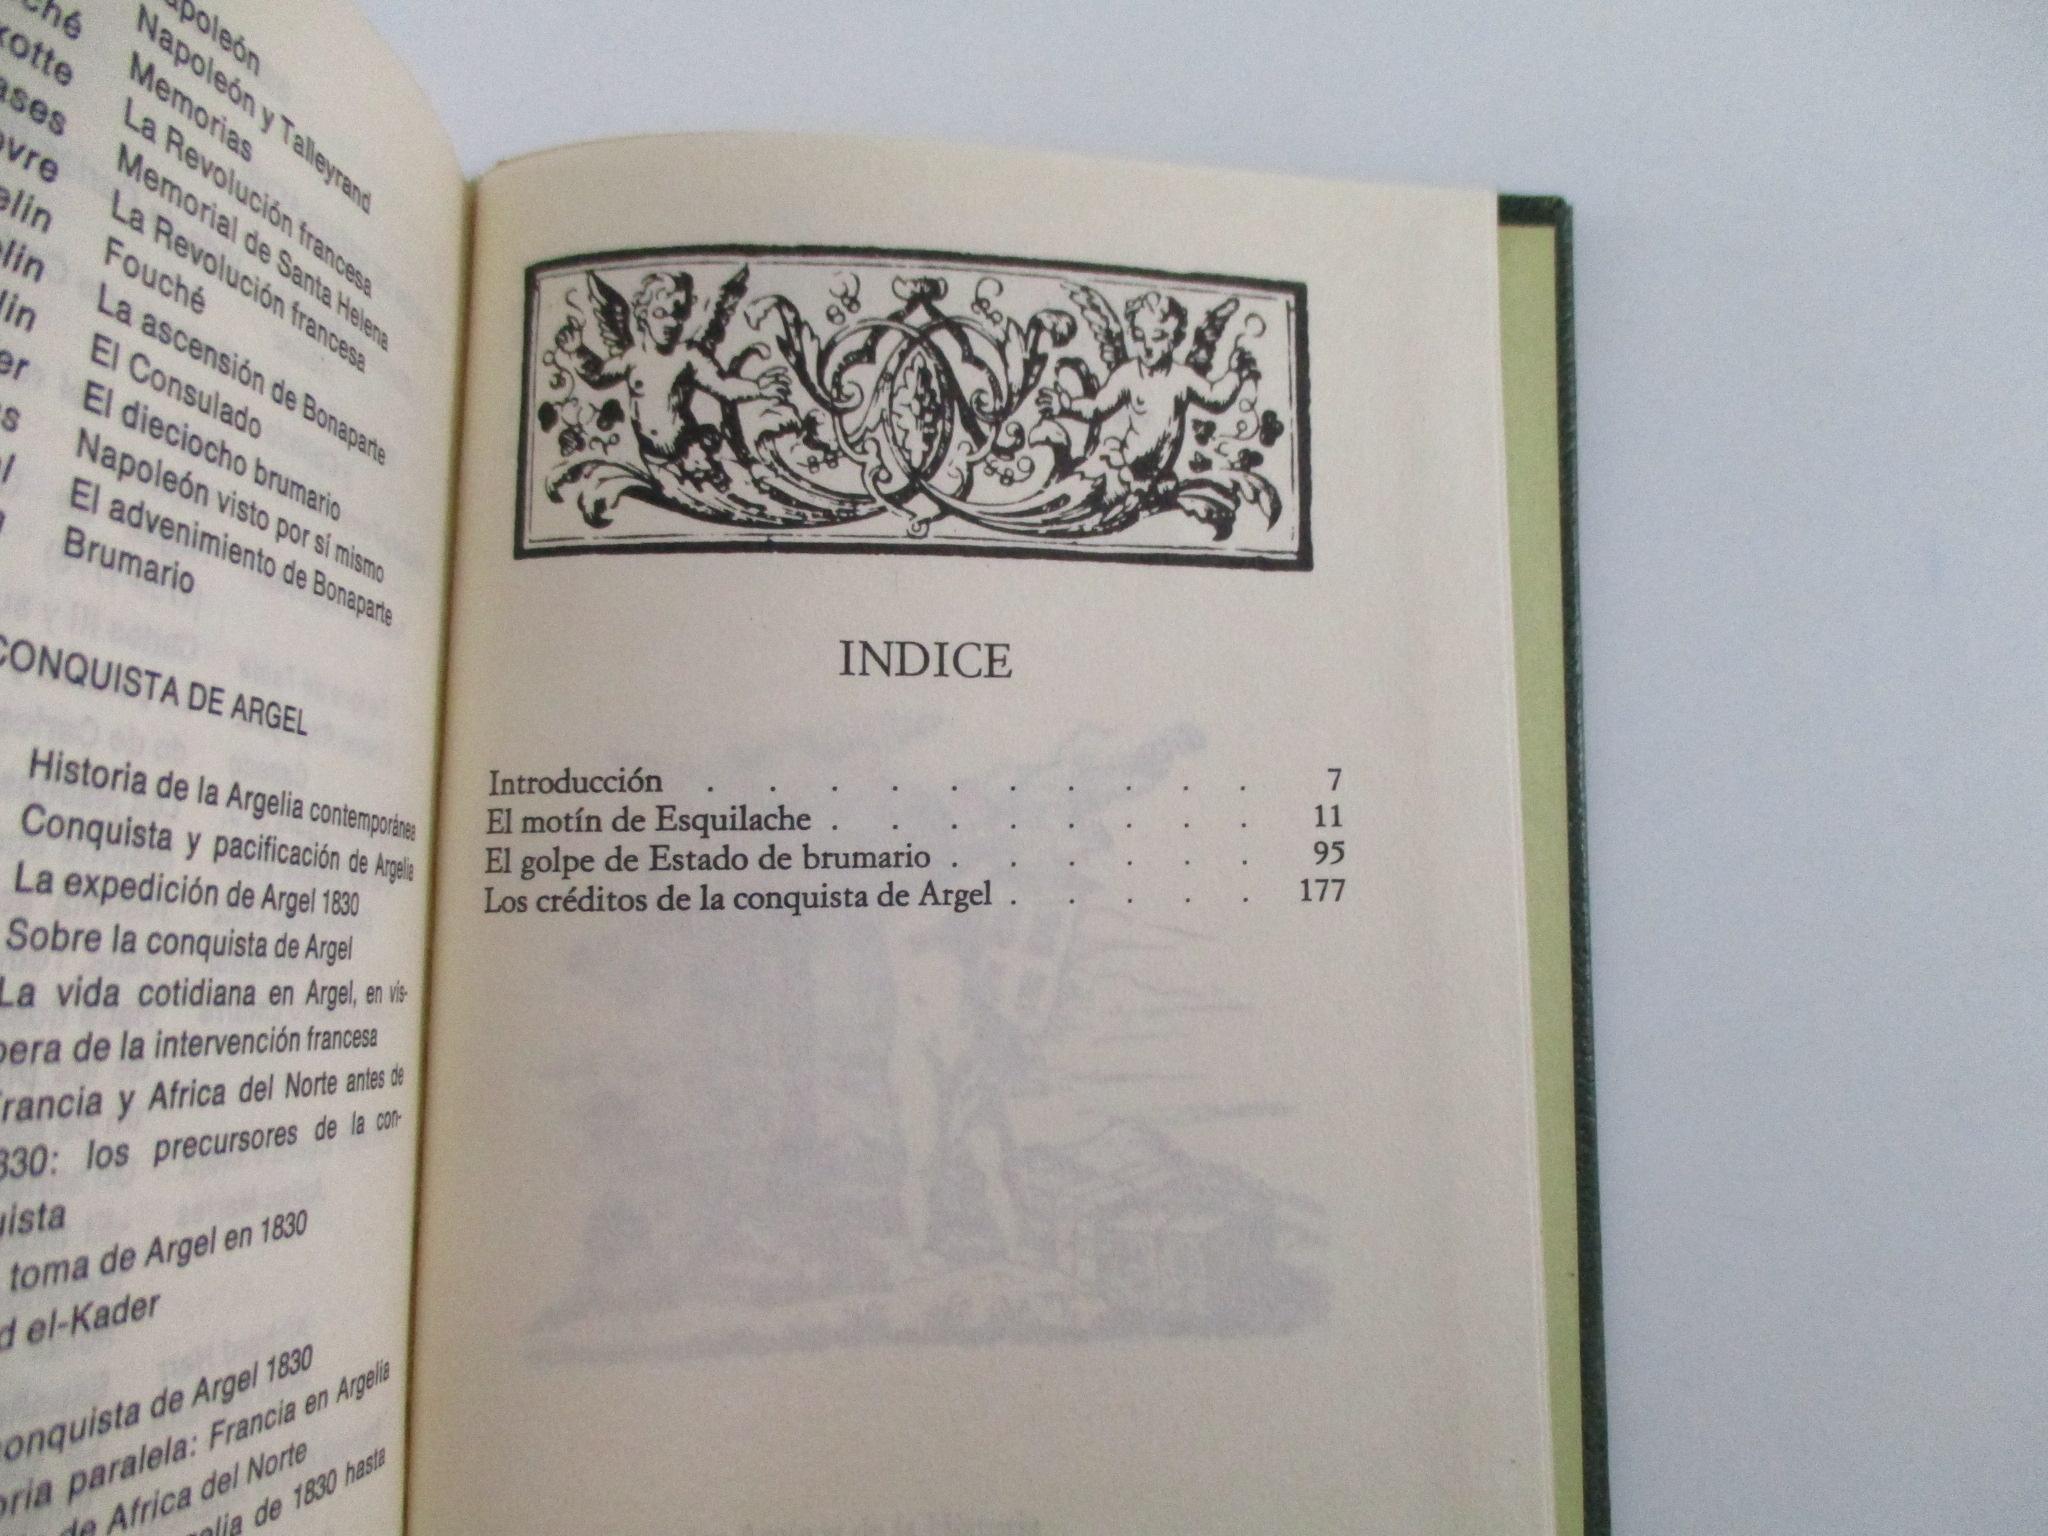 Napoleón y Talleyrand
Memorias
La Revolución francesa
Memorial de Santa Helena
La Revolución francesa
Fouché
La ascensión de Bonaparte
El Consulado
El dieciocho brumario
Napoleón visto por sí mismo
El advenimiento de Bonaparte
Brumario
CONQUISTA DE ARGEL
Historia de la Argelia contemporánea
Conquista y pacificación de Argelia
La expedición de Argel 1830
Sobre la conquista de Argel
La vida cotidiana en Argel, en vís-
pera de la intervención francesa
Francia y Africa del Norte antes de
1830: los precursores de la con-
quista
toma de Argel en 1830
el-Kader
conquista de Argel 1830
paralela: Francia en Argelia
de Africa del Norte
de 1830 hasta
INDICE
Introducción . . . . . . . . . . 7
El motín de Esquilache . . . . . . . . 11
El golpe de Estado de brumario . . . . . . 95
Los créditos de la conquista de Argel . . . . . 177